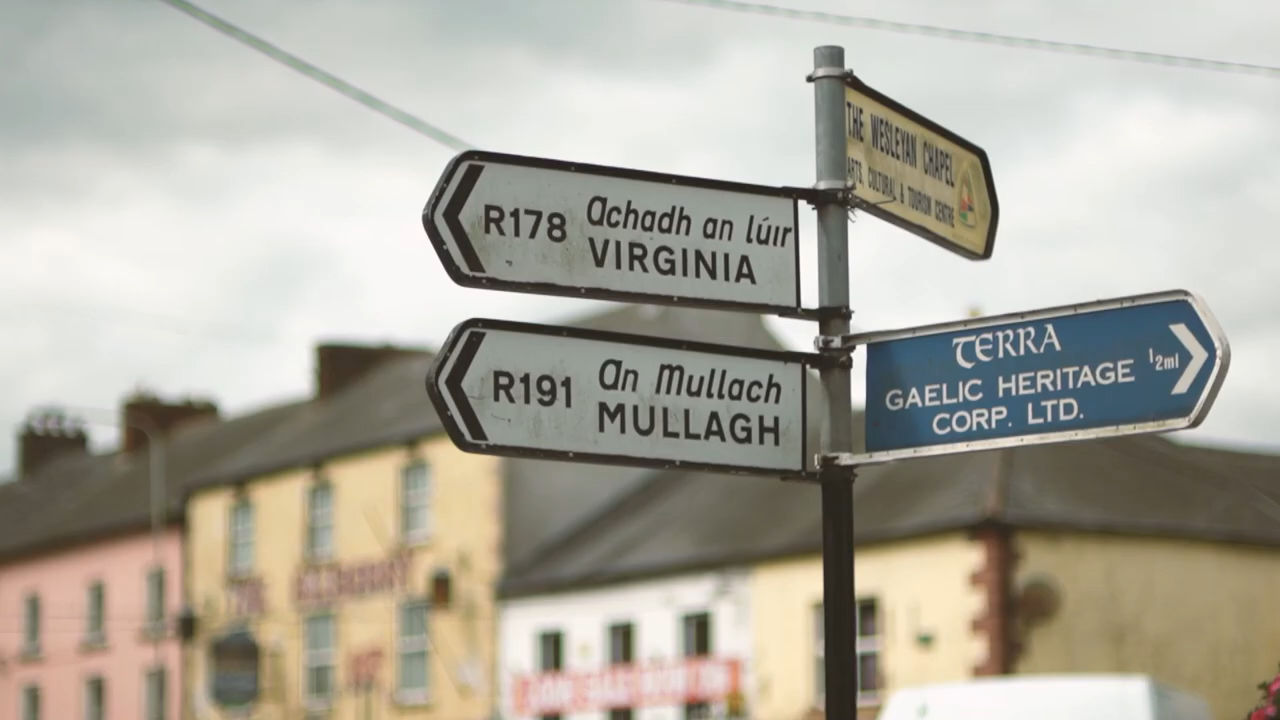 THE WESLEYAN CHAPEL
ARTS, CULTURAL & TOURISM CENTRE
R178
Achadh an lúir
VIRGINIA
R191
An Mullach
MULLAGH
TERRA
GAELIC HERITAGE
CORP. LTD.
1/2ml